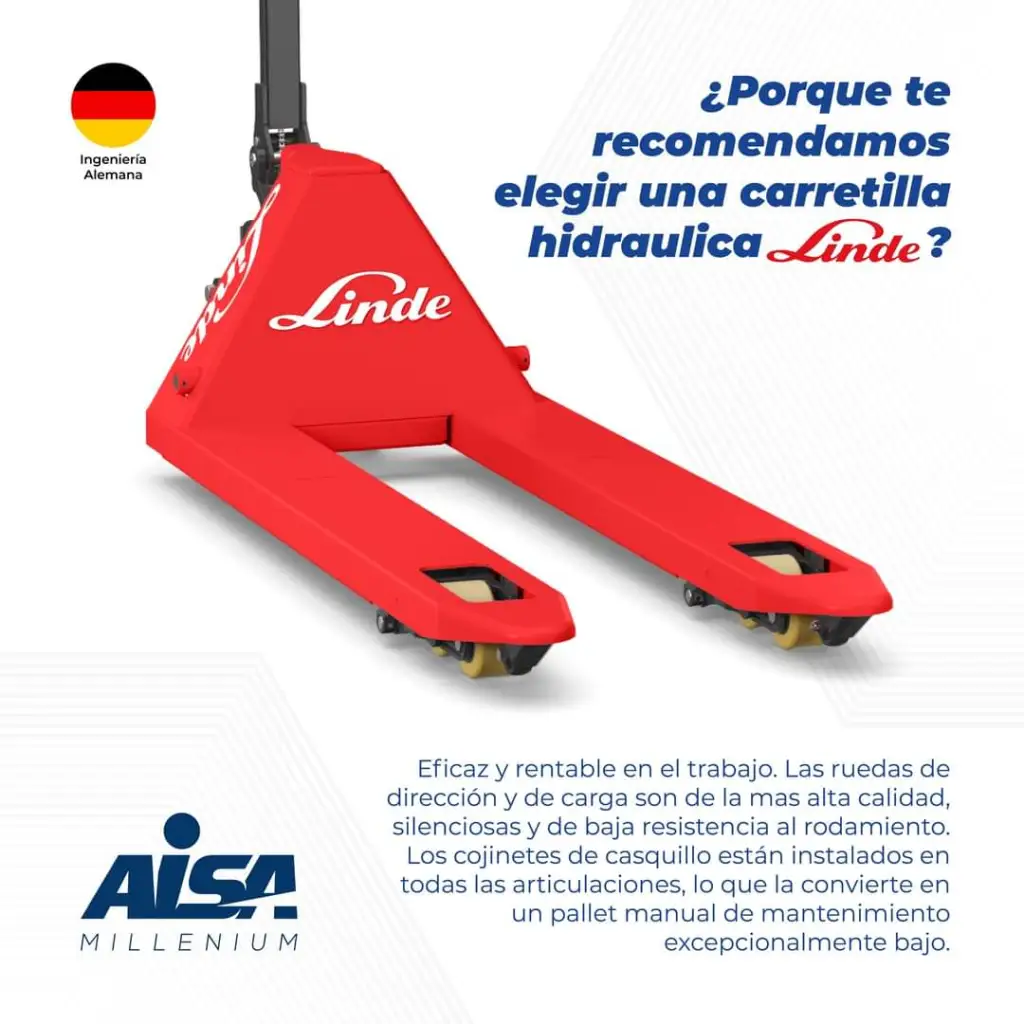 Ingeniería
Alemana
¿Porque te
recomendamos
elegir una carretilla
hidraulica Linde ?
Linde
Linde
Eficaz y rentable en el trabajo. Las ruedas de
dirección y de carga son de la mas alta calidad,
silenciosas y de baja resistencia al rodamiento.
Los cojinetes de casquillo están instalados en
todas las articulaciones, lo que la convierte en
un pallet manual de mantenimiento
excepcionalmente bajo.
AiSA
MILLENIUM